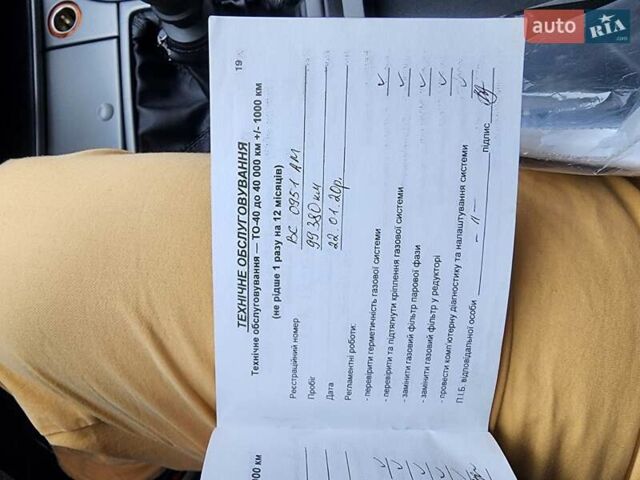 auto RIA .com
19
ТЕХНІЧНЕ ОБСЛУГОВУВАННЯ
Технічне обслуговування — ТО-40 до 40 000 км +/- 1000 км
(не рідше 1 разу на 12 місяців)
Реєстраційний номер ВС 0951 АМ
Пробіг 99 380 км
Дата 22.01.20р.
Регламентні роботи:
- перевірити герметичність газової системи
- перевірити та підтягнути кріплення газової системи
- замінити газовий фільтр парової фази
- замінити газовий фільтр у редукторі
- провести комп'ютерну діагностику та налаштування системи
П.І.Б. відповідальної особи - 11 - підпис
000 км